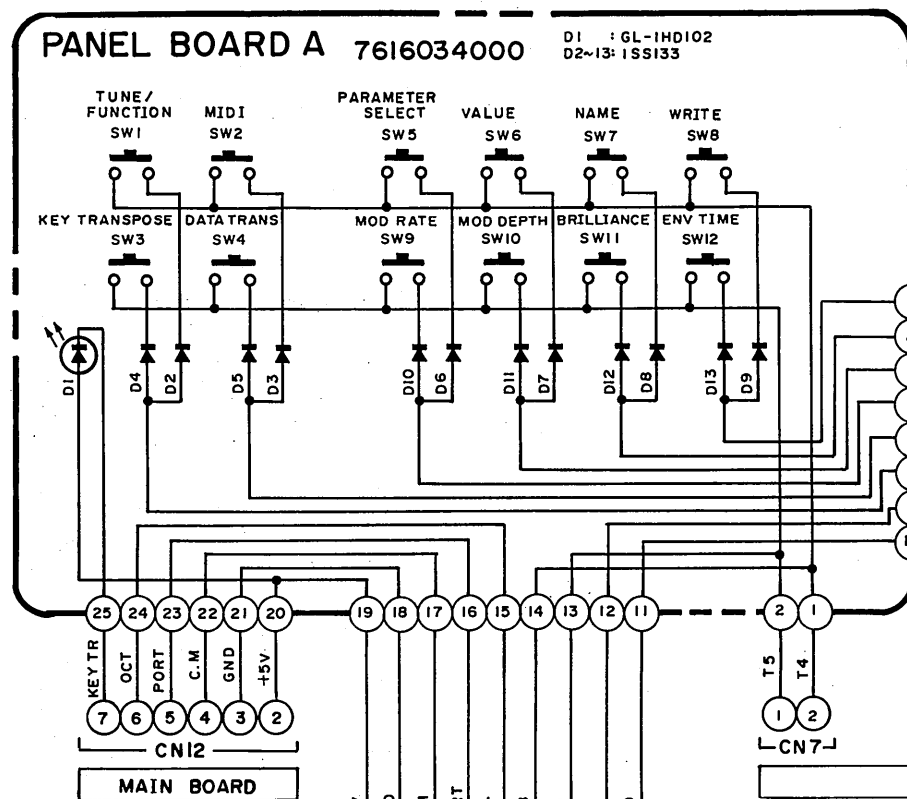 PANEL BOARD A 7616034000
D1 : GL-1HD102
D2~13: 1SS133
TUNE/
FUNCTION
SW1
MIDI
SW2
PARAMETER
SELECT
SW5
VALUE
SW6
NAME
SW7
WRITE
SW8
KEY TRANSPOSE
SW3
DATA TRANS
SW4
MOD RATE
SW9
MOD DEPTH
SW10
BRILLIANCE
SW11
ENV TIME
SW12
D1 D4 D2 D5 D3 D10 D6 D11 D7 D12 D8 D13 D9
25 24 23 22 21 20 19 18 17 16 15 14 13 12 11 2 1
KEY TR OCT PORT C.M GND +5V T5 T4
7 6 5 4 3 2 1 2
CN12 CN7
MAIN BOARD